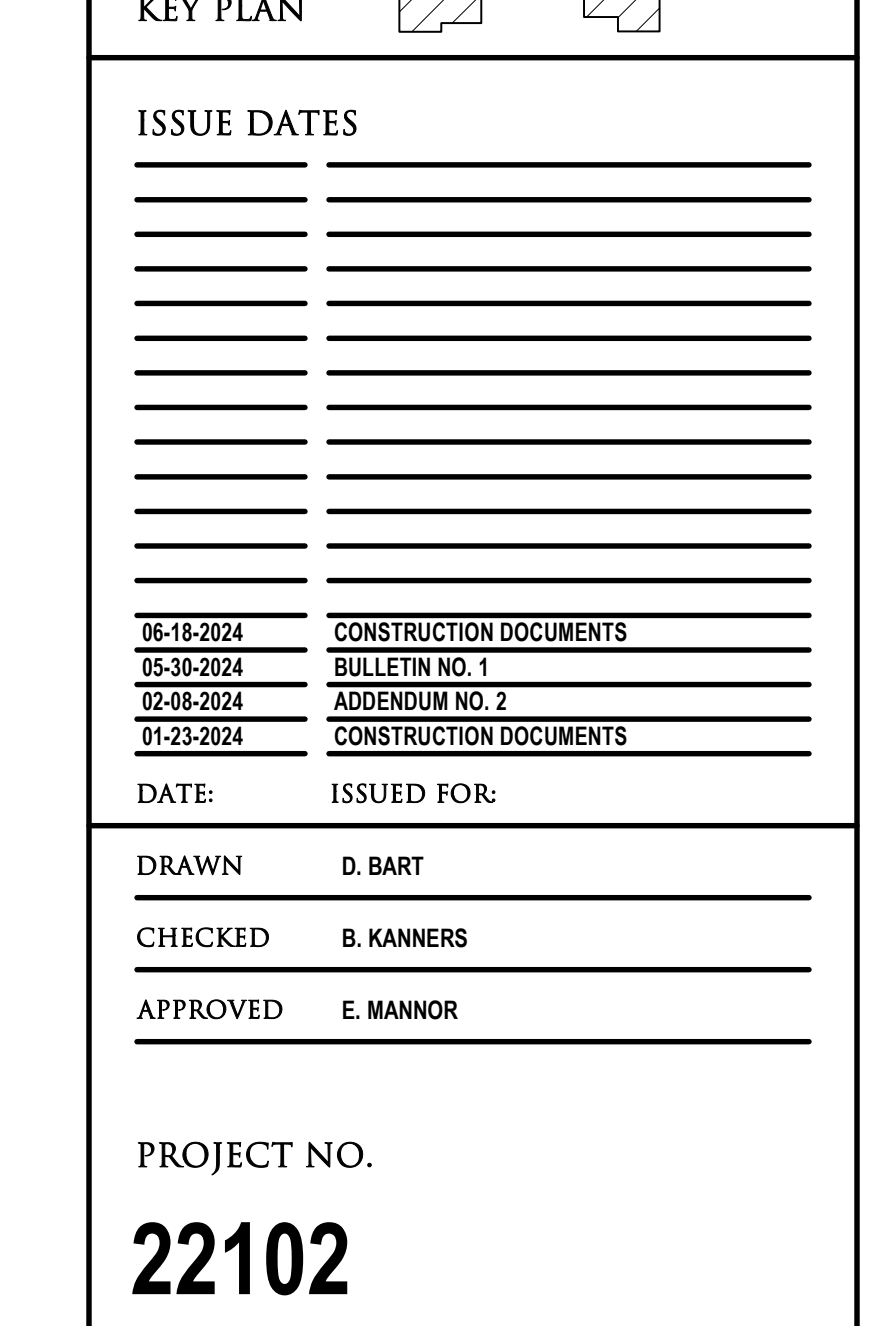 KEY PLAN
ISSUE DATES
06-18-2024 CONSTRUCTION DOCUMENTS
05-30-2024 BULLETIN NO. 1
02-08-2024 ADDENDUM NO. 2
01-23-2024 CONSTRUCTION DOCUMENTS
DATE: ISSUED FOR:
DRAWN D. BART
CHECKED B. KANNERS
APPROVED E. MANNOR
PROJECT NO.
22102